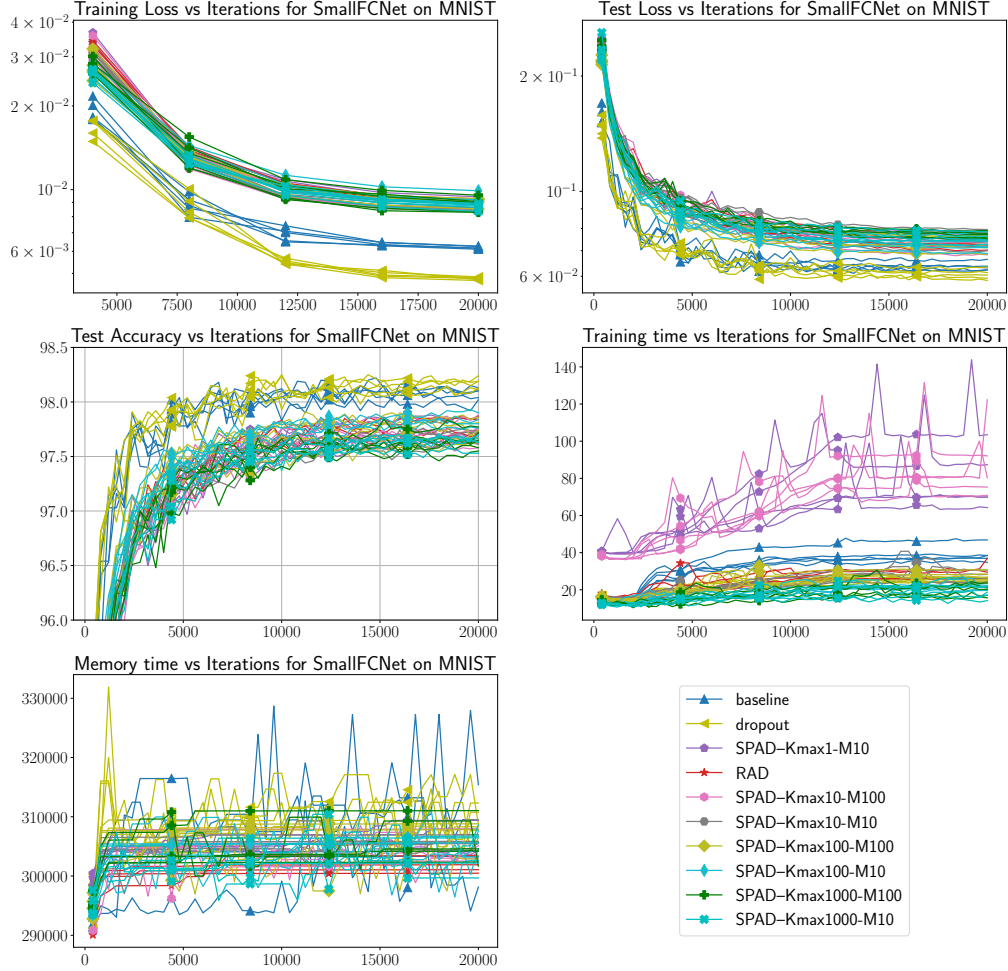 Training Loss vs Iterations for SmallFCNet on MNIST
4 × 10⁻²
3 × 10⁻²
2 × 10⁻²
10⁻²
6 × 10⁻³
5000 7500 10000 12500 15000 17500 20000
Test Loss vs Iterations for SmallFCNet on MNIST
2 × 10⁻¹
10⁻¹
6 × 10⁻²
0 5000 10000 15000 20000
Test Accuracy vs Iterations for SmallFCNet on MNIST
98.5
98.0
97.5
97.0
96.5
96.0
0 5000 10000 15000 20000
Training time vs Iterations for SmallFCNet on MNIST
140
120
100
80
60
40
20
0 5000 10000 15000 20000
Memory time vs Iterations for SmallFCNet on MNIST
330000
320000
310000
300000
290000
0 5000 10000 15000 20000
baseline
dropout
SPAD–Kmax1-M10
RAD
SPAD–Kmax10-M100
SPAD–Kmax10-M10
SPAD–Kmax100-M100
SPAD–Kmax100-M10
SPAD–Kmax1000-M100
SPAD–Kmax1000-M10